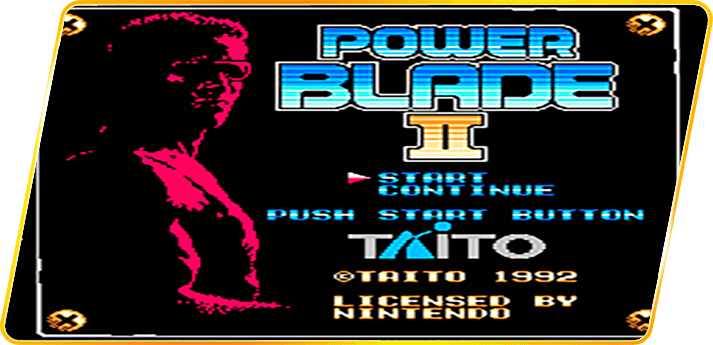 POWER
BLADE
II
START
CONTINUE
PUSH START BUTTON
TAITO
©TAITO 1992
LICENSED BY
NINTENDO